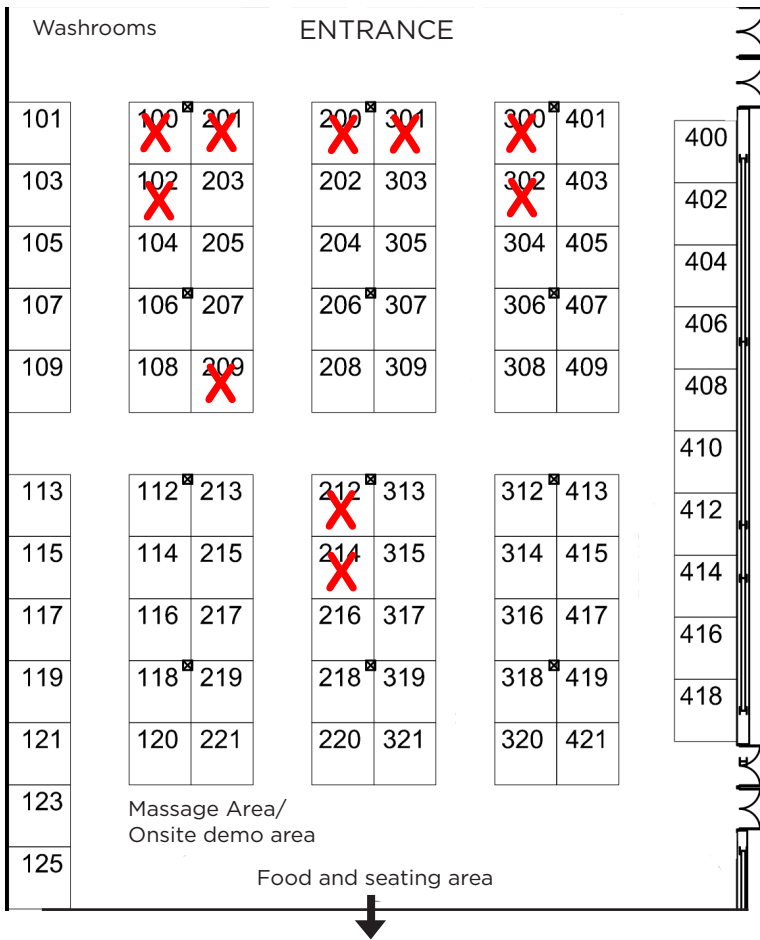 Washrooms ENTRANCE
101 100 201 200 301 300 401 400
103 102 203 202 303 302 403 402
105 104 205 204 305 304 405 404
107 106 207 206 307 306 407 406
109 108 209 208 309 308 409 408
410
113 112 213 212 313 312 413 412
115 114 215 214 315 314 415 414
117 116 217 216 317 316 417 416
119 118 219 218 319 318 419 418
121 120 221 220 321 320 421
123
Massage Area/
Onsite demo area
125
Food and seating area